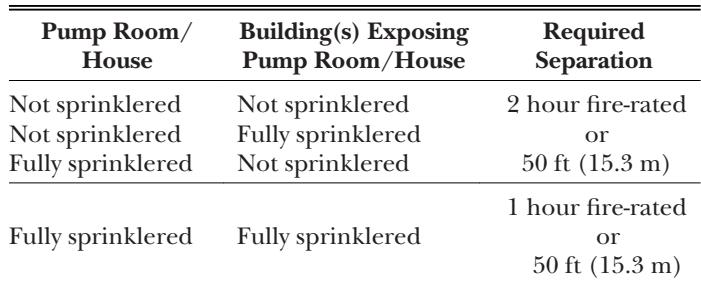 Pump Room/ Building(s) Exposing Required
House Pump Room/House Separation
Not sprinklered Not sprinklered 2 hour fire-rated
Not sprinklered Fully sprinklered or
Fully sprinklered Not sprinklered 50 ft (15.3 m)
1 hour fire-rated
Fully sprinklered Fully sprinklered or
50 ft (15.3 m)